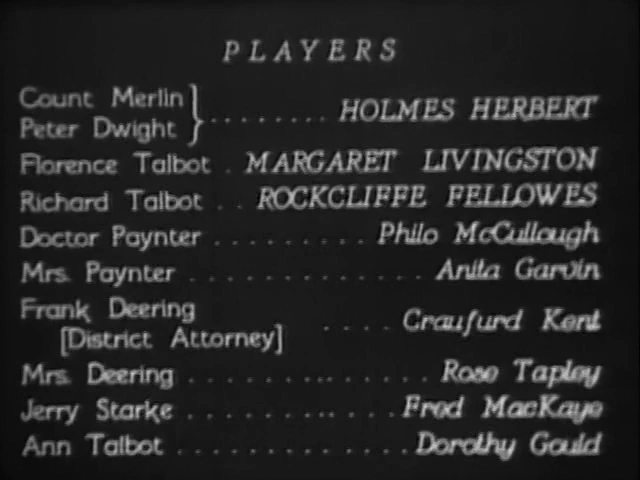 PLAYERS
Count Merlin
Peter Dwight } ........ HOLMES HERBERT
Florence Talbot . MARGARET LIVINGSTON
Richard Talbot .. ROCKCLIFFE FELLOWES
Doctor Paynter ......... Philo McCullough
Mrs. Paynter .............. Anita Garvin
Frank Deering
[District Attorney] .... Craufurd Kent
Mrs. Deering .............. Rose Tapley
Jerry Starke ............. Fred MacKaye
Ann Talbot .............. Dorothy Gould